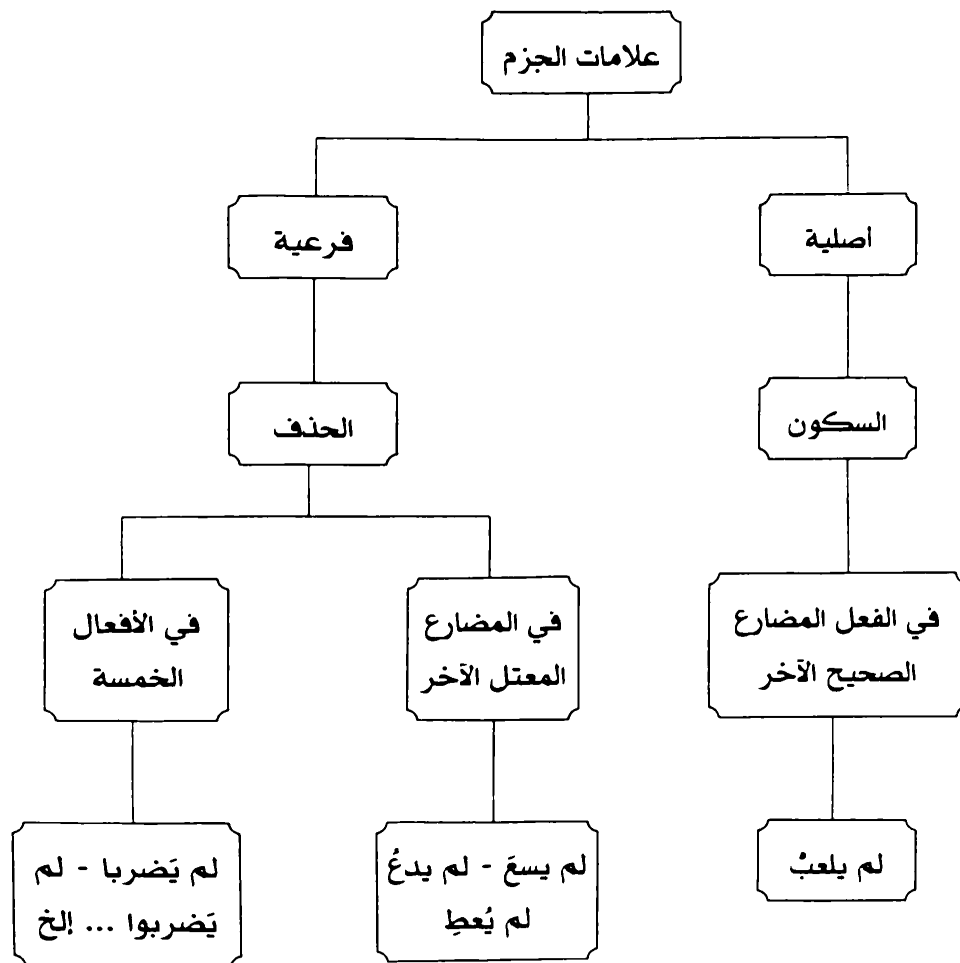 علامات الجزم
أصلية
فرعية
السكون
الحذف
في الفعل المضارع
الصحيح الآخر
في المضارع
المعتل الآخر
في الأفعال
الخمسة
لم يلعبْ
لم يسعَ - لم يدعُ
لم يُعطِ
لم يَضربا - لم
يَضربوا ... إلخ